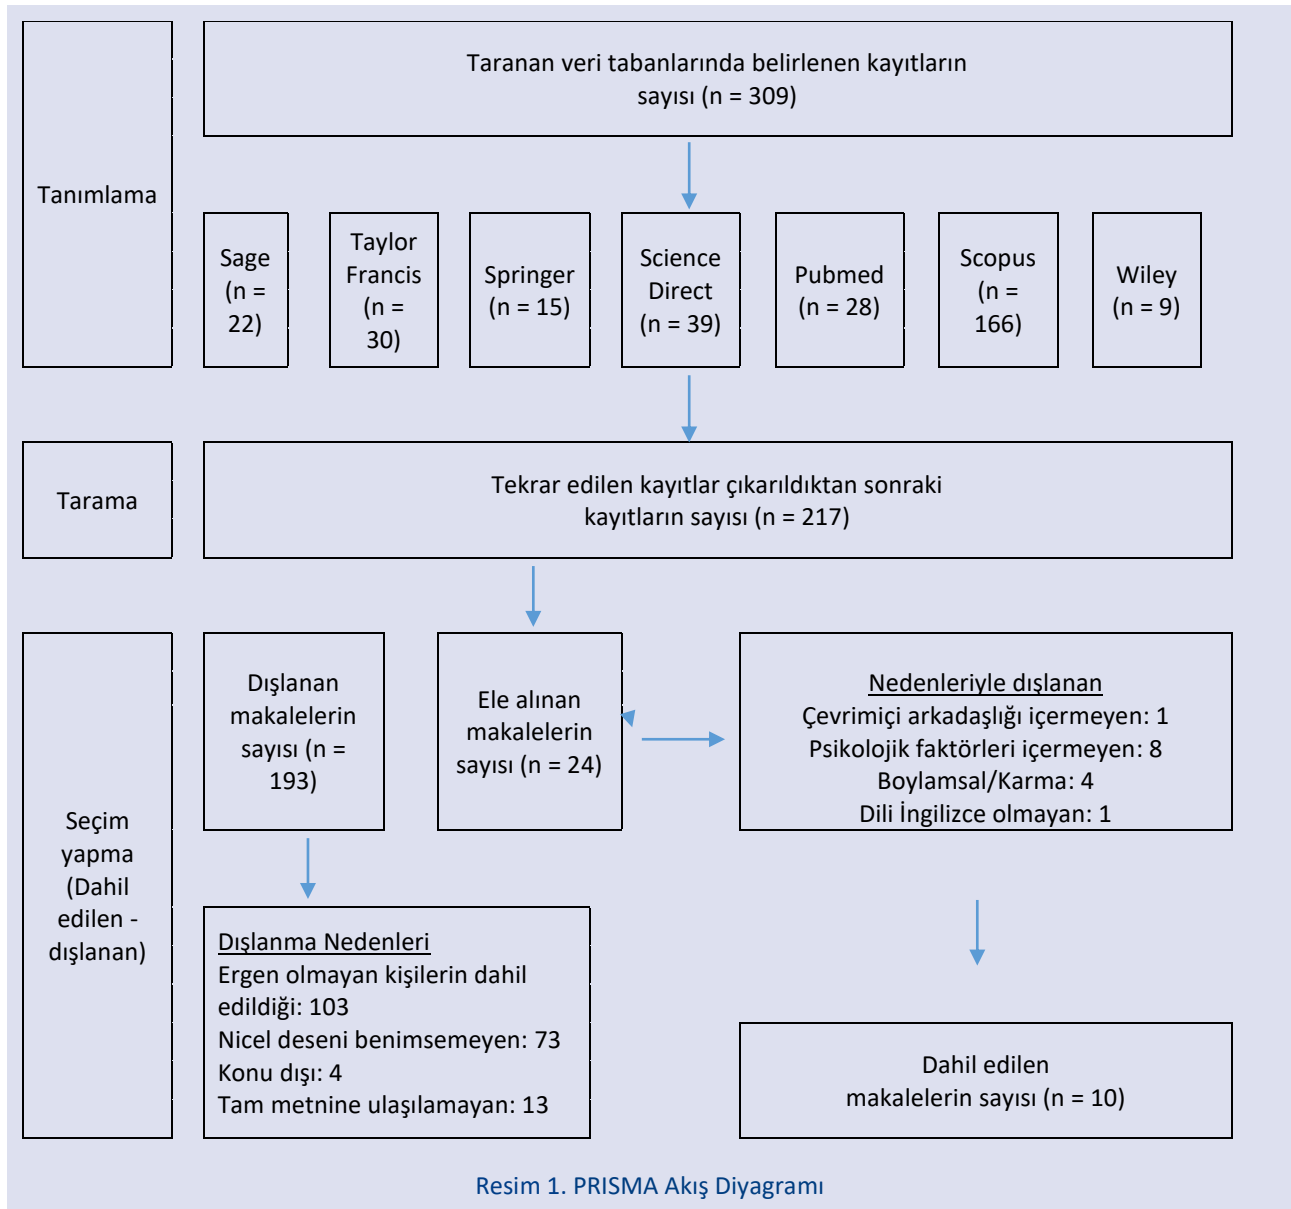 Taranan veri tabanlarında belirlenen kayıtların
sayısı (n = 309)
Tanımlama
Sage
(n =
22)
Taylor
Francis
(n =
30)
Springer
(n = 15)
Science
Direct
(n = 39)
Pubmed
(n = 28)
Scopus
(n =
166)
Wiley
(n = 9)
Tarama
Tekrar edilen kayıtlar çıkarıldıktan sonraki
kayıtların sayısı (n = 217)
Seçim
yapma
(Dahil
edilen -
dışlanan)
Dışlanan
makalelerin
sayısı (n =
193)
Ele alınan
makalelerin
sayısı (n = 24)
Nedenleriyle dışlanan
Çevrimiçi arkadaşlığı içermeyen: 1
Psikolojik faktörleri içermeyen: 8
Boylamsal/Karma: 4
Dili İngilizce olmayan: 1
Dışlanma Nedenleri
Ergen olmayan kişilerin dahil
edildiği: 103
Nicel deseni benimsemeyen: 73
Konu dışı: 4
Tam metnine ulaşılamayan: 13
Dahil edilen
makalelerin sayısı (n = 10)
Resim 1. PRISMA Akış Diyagramı